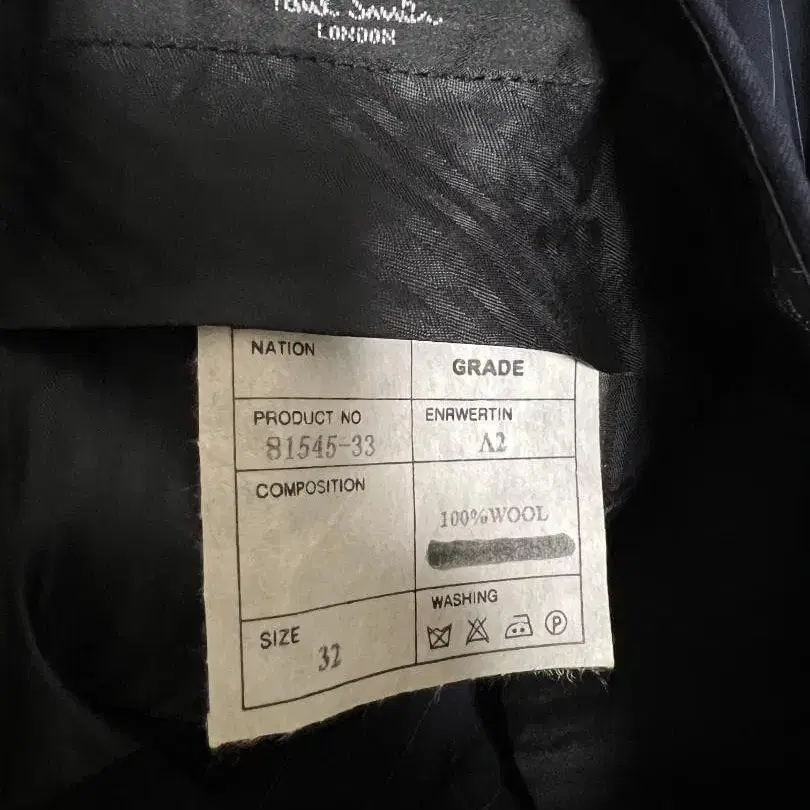 LONDON
NATION
GRADE
PRODUCT NO
81545-33
ENRWERTIN
A2
COMPOSITION
100%WOOL
SIZE
32
WASHING
P